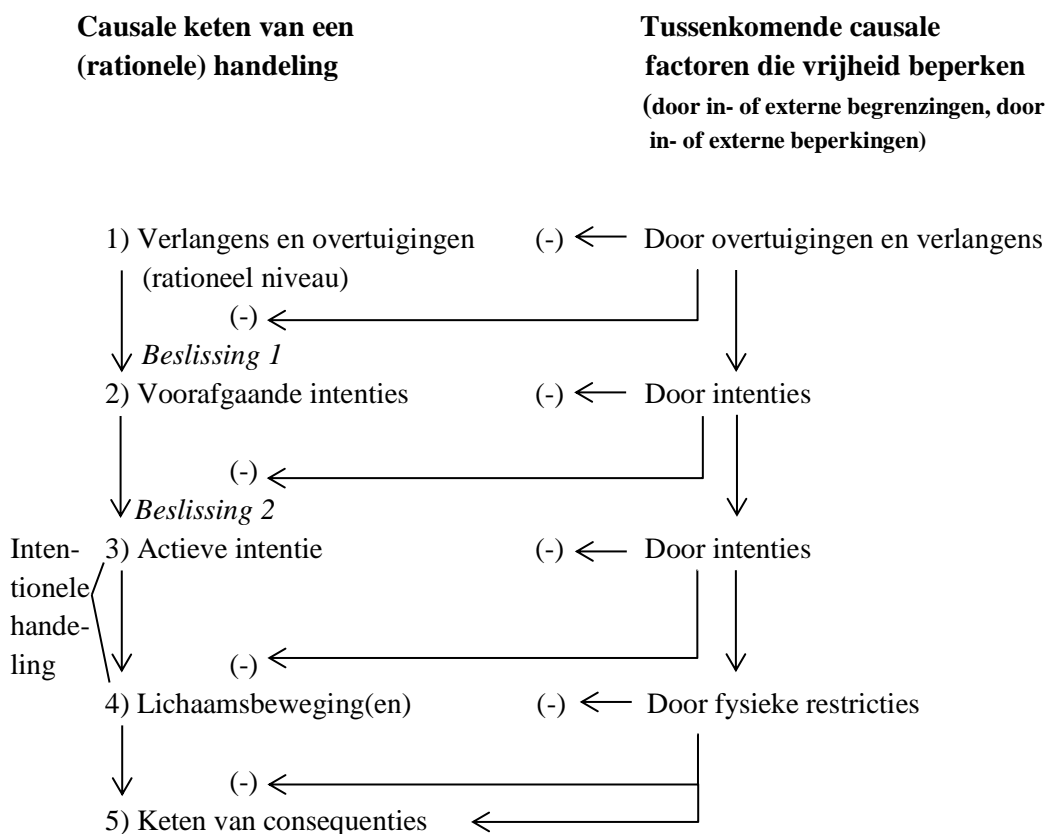 Causale keten van een
(rationele) handeling
Tussenkomende causale
factoren die vrijheid beperken
(door in- of externe begrenzingen, door
in- of externe beperkingen)
1) Verlangens en overtuigingen
(rationeel niveau)
(-)
Door overtuigingen en verlangens
(-)
Beslissing 1
2) Voorafgaande intenties
(-)
Door intenties
(-)
Beslissing 2
Inten-
tionele
hande-
ling
3) Actieve intentie
(-)
Door intenties
(-)
4) Lichaamsbeweging(en)
(-)
Door fysieke restricties
(-)
5) Keten van consequenties